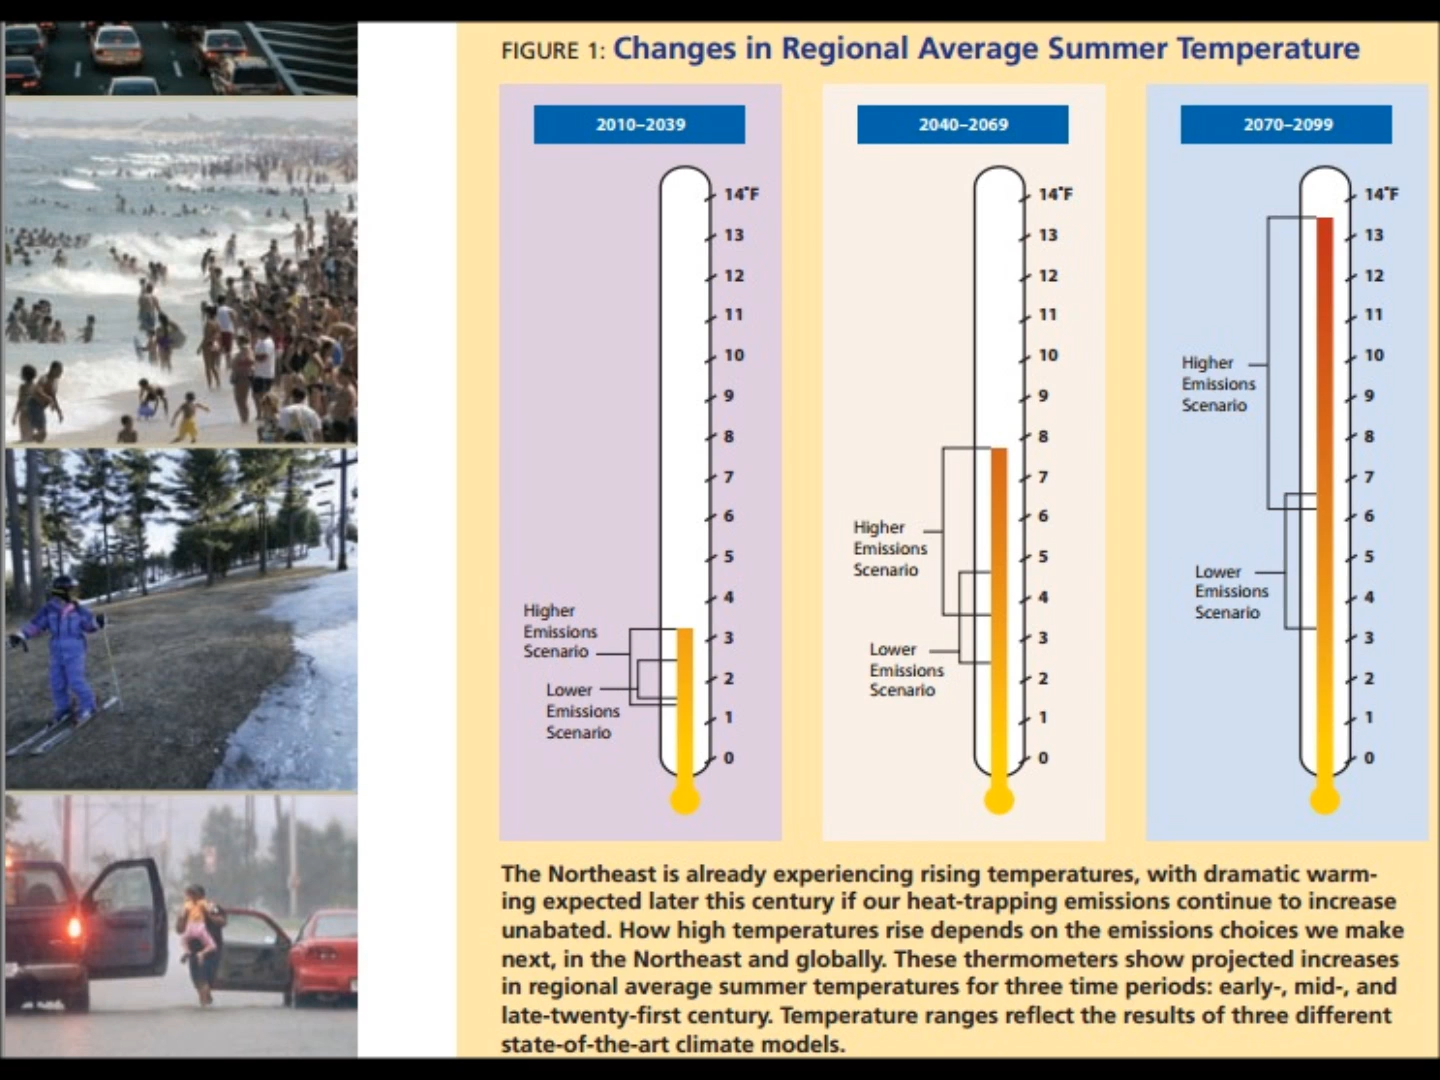 FIGURE 1: Changes in Regional Average Summer Temperature
2010–2039
14°F
13
12
11
10
9
8
7
6
5
4
3
2
1
0
Higher
Emissions
Scenario
Lower
Emissions
Scenario
2040–2069
14°F
13
12
11
10
9
8
7
6
5
4
3
2
1
0
Higher
Emissions
Scenario
Lower
Emissions
Scenario
2070–2099
14°F
13
12
11
10
9
8
7
6
5
4
3
2
1
0
Higher
Emissions
Scenario
Lower
Emissions
Scenario
The Northeast is already experiencing rising temperatures, with dramatic warm-
ing expected later this century if our heat-trapping emissions continue to increase
unabated. How high temperatures rise depends on the emissions choices we make
next, in the Northeast and globally. These thermometers show projected increases
in regional average summer temperatures for three time periods: early-, mid-, and
late-twenty-first century. Temperature ranges reflect the results of three different
state-of-the-art climate models.